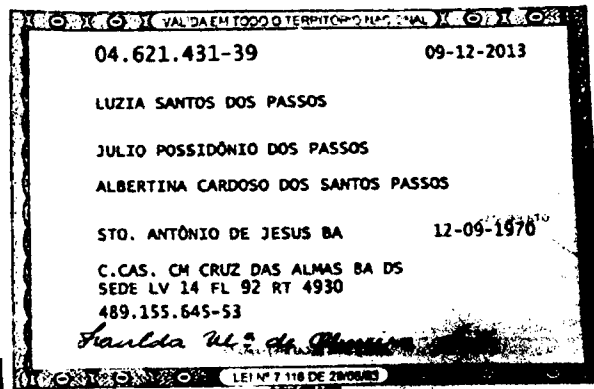 VALIDA EM TODO O TERRITORIO NACIONAL
04.621.431-39 09-12-2013
LUZIA SANTOS DOS PASSOS
JULIO POSSIDÔNIO DOS PASSOS
ALBERTINA CARDOSO DOS SANTOS PASSOS
STO. ANTÔNIO DE JESUS BA 12-09-1970
C.CAS. CM CRUZ DAS ALMAS BA DS
SEDE LV 14 FL 92 RT 4930
489.155.645-53
LEI Nº 7.116 DE 29/08/83